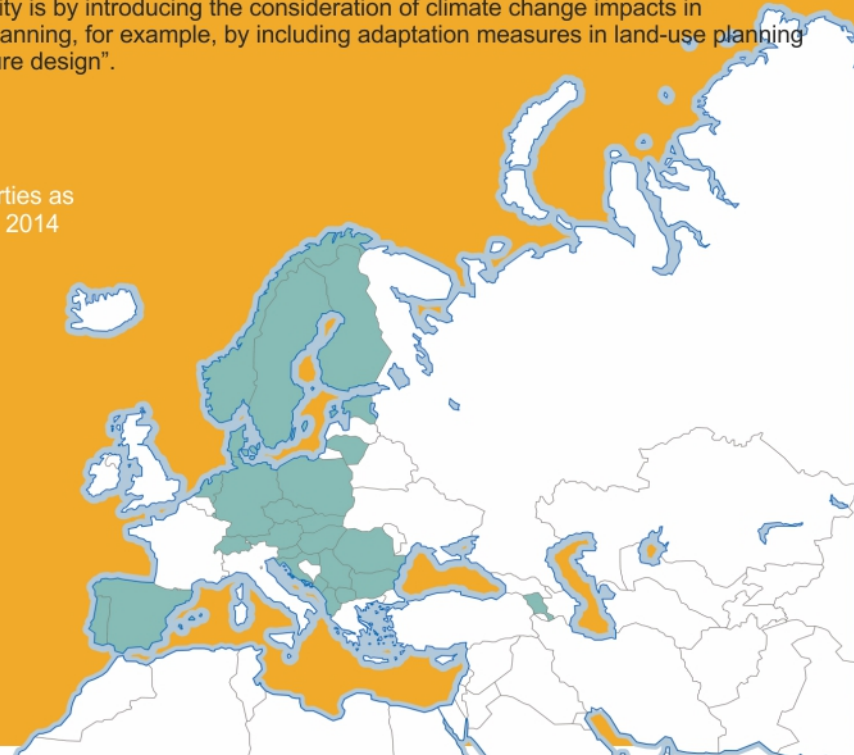 ity is by introducing the consideration of climate change impacts in
anning, for example, by including adaptation measures in land-use planning
ure design”.
rties as
2014